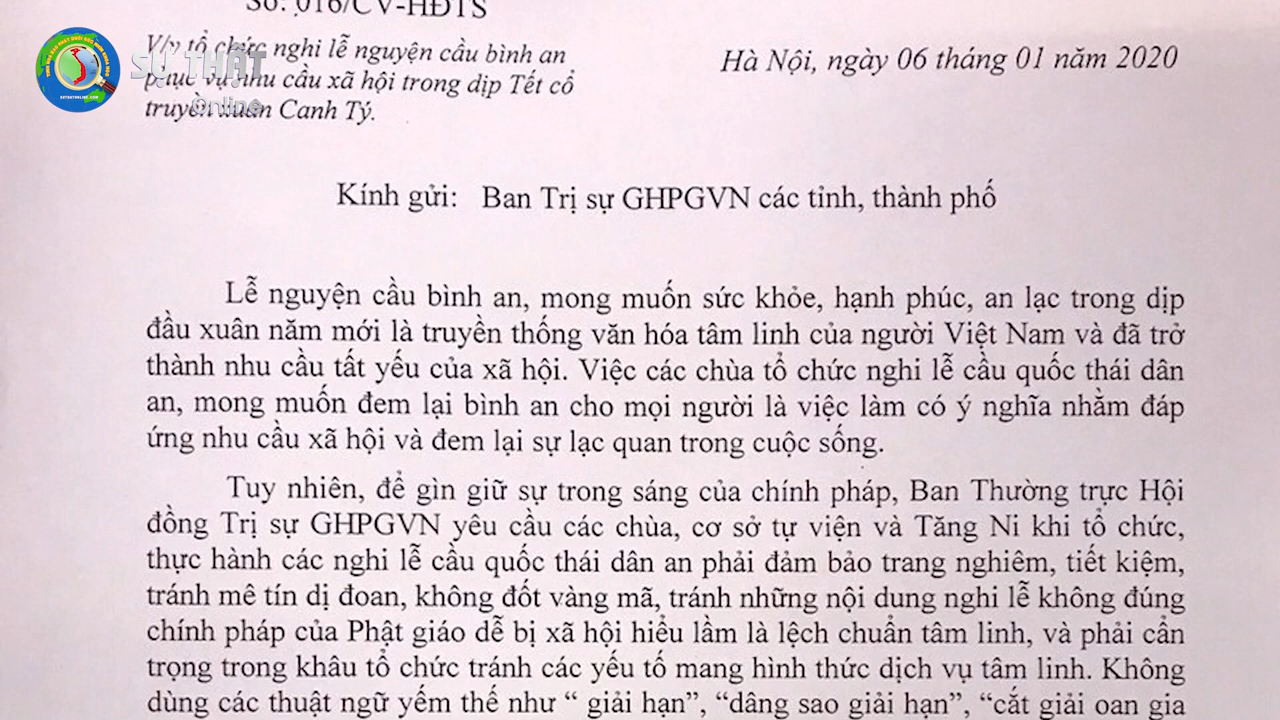 Số: 016/CV-HĐTS
V/v tổ chức nghi lễ nguyện cầu bình an
phục vụ nhu cầu xã hội trong dịp Tết cổ
truyền xuân Canh Tý.
SỰ THẬT
Online
Hà Nội, ngày 06 tháng 01 năm 2020
Kính gửi: Ban Trị sự GHPGVN các tỉnh, thành phố
Lễ nguyện cầu bình an, mong muốn sức khỏe, hạnh phúc, an lạc trong dịp
đầu xuân năm mới là truyền thống văn hóa tâm linh của người Việt Nam và đã trở
thành nhu cầu tất yếu của xã hội. Việc các chùa tổ chức nghi lễ cầu quốc thái dân
an, mong muốn đem lại bình an cho mọi người là việc làm có ý nghĩa nhằm đáp
ứng nhu cầu xã hội và đem lại sự lạc quan trong cuộc sống.
Tuy nhiên, để gìn giữ sự trong sáng của chính pháp, Ban Thường trực Hội
đồng Trị sự GHPGVN yêu cầu các chùa, cơ sở tự viện và Tăng Ni khi tổ chức,
thực hành các nghi lễ cầu quốc thái dân an phải đảm bảo trang nghiêm, tiết kiệm,
tránh mê tín dị đoan, không đốt vàng mã, tránh những nội dung nghi lễ không đúng
chính pháp của Phật giáo dễ bị xã hội hiểu lầm là lệch chuẩn tâm linh, và phải cẩn
trọng trong khâu tổ chức tránh các yếu tố mang hình thức dịch vụ tâm linh. Không
dùng các thuật ngữ yếm thế như “ giải hạn”, “dâng sao giải hạn”, “cắt giải oan gia